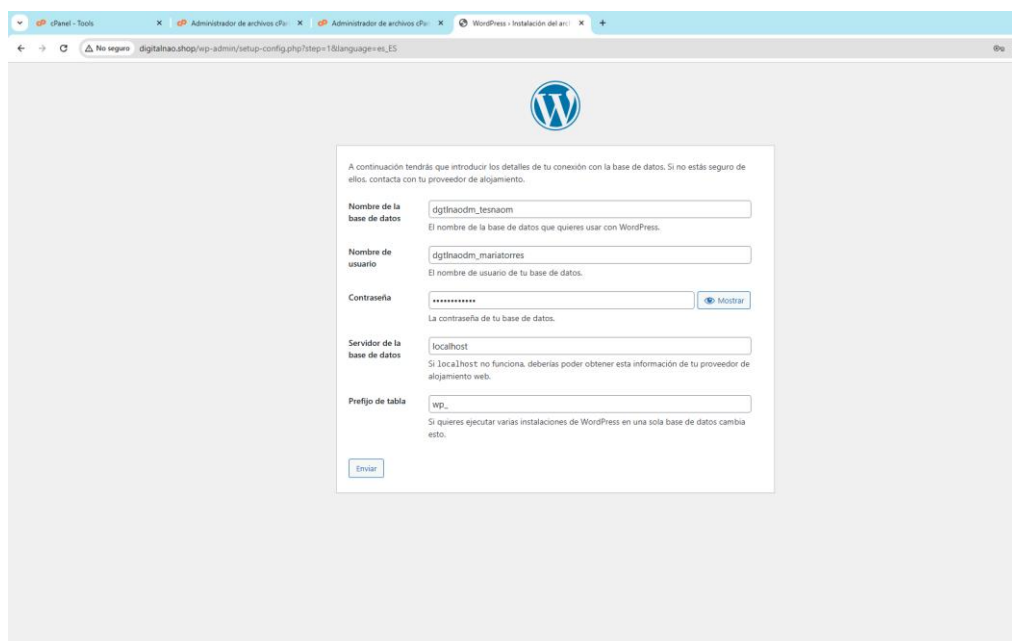 cPanel - Tools
Administrador de archivos cPan
Administrador de archivos cPan
WordPress › Instalación del arc
No seguro
digitalnao.shop/wp-admin/setup-config.php?step=1&language=es_ES
A continuación tendrás que introducir los detalles de tu conexión con la base de datos. Si no estás seguro de
ellos, contacta con tu proveedor de alojamiento.
Nombre de la
base de datos
dgtlnaodm_tesnaom
El nombre de la base de datos que quieres usar con WordPress.
Nombre de
usuario
dgtlnaodm_mariatorres
El nombre de usuario de tu base de datos.
Contraseña
••••••••••••
Mostrar
La contraseña de tu base de datos.
Servidor de la
base de datos
localhost
Si localhost no funciona, deberías poder obtener esta información de tu proveedor de
alojamiento web.
Prefijo de tabla
wp_
Si quieres ejecutar varias instalaciones de WordPress en una sola base de datos cambia
esto.
Enviar